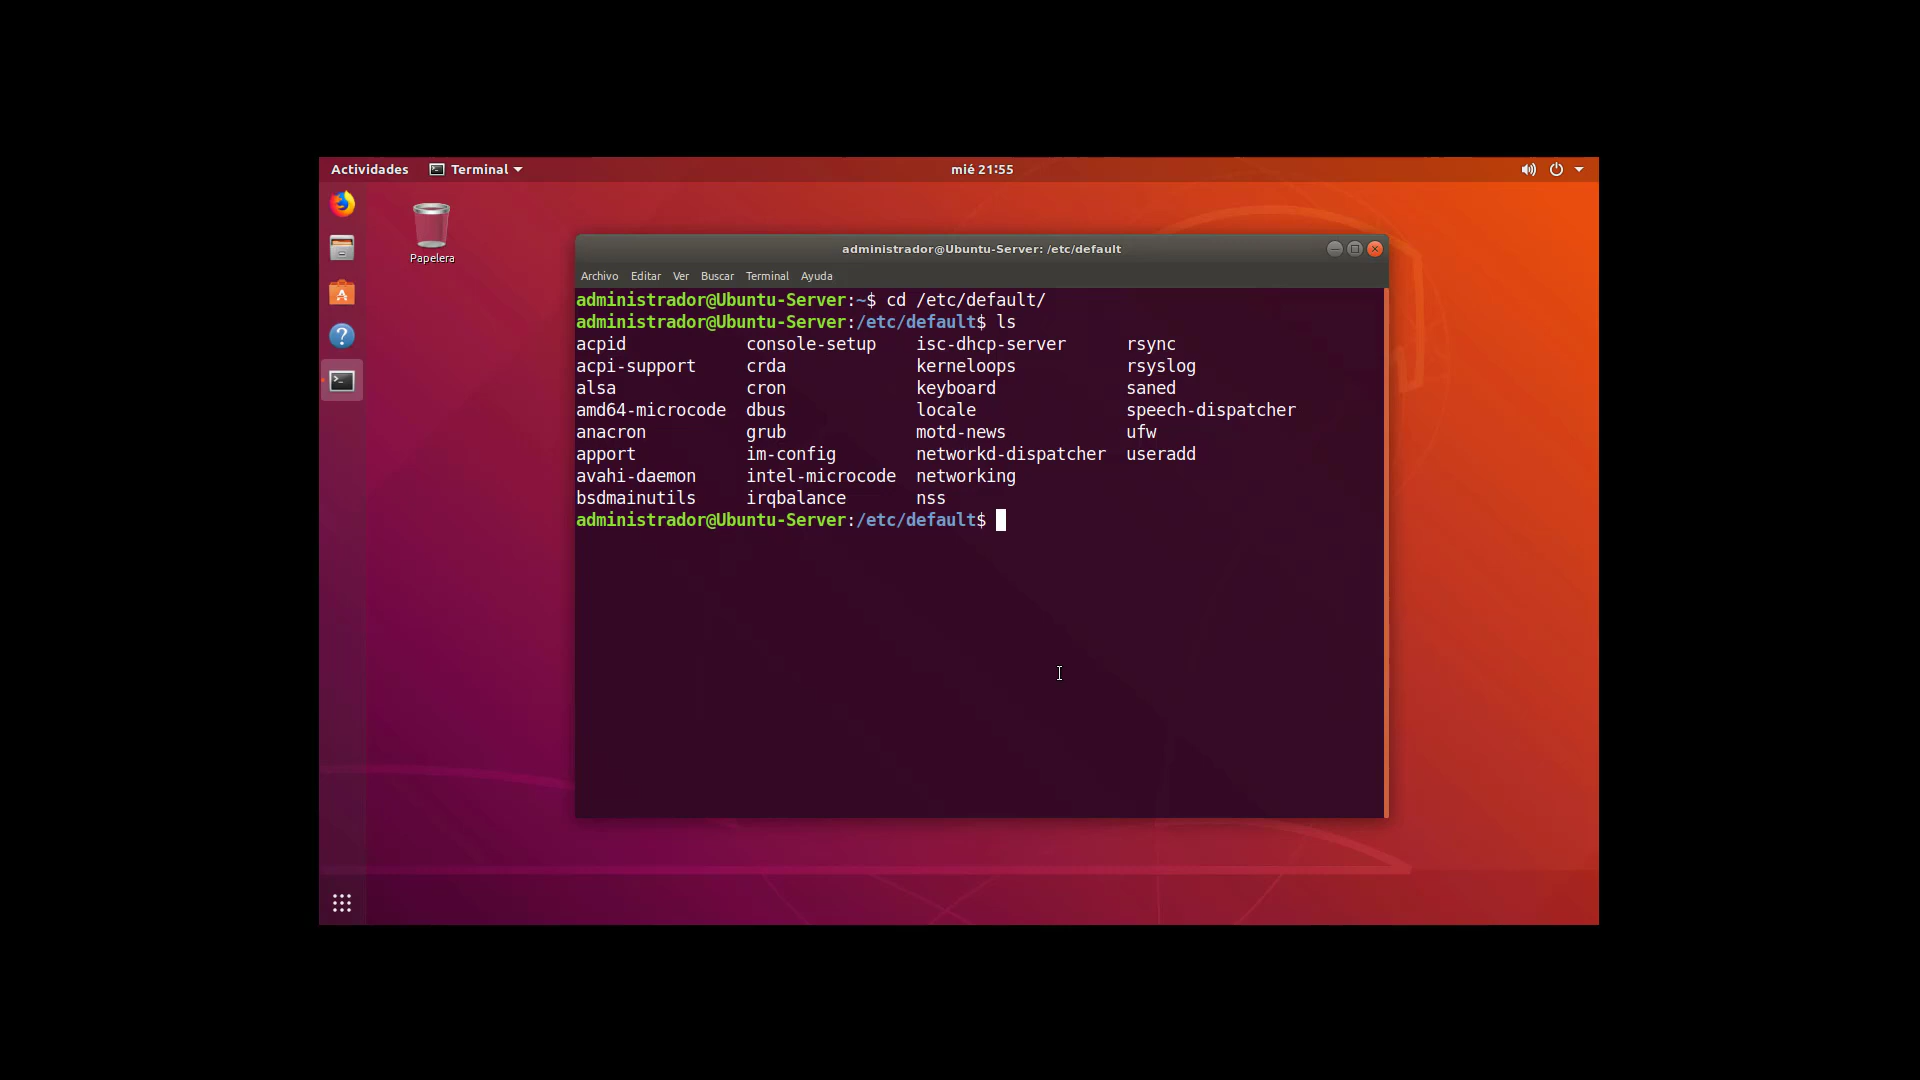 Actividades Terminal mié 21:55
Papelera
administrador@Ubuntu-Server: /etc/default
Archivo Editar Ver Buscar Terminal Ayuda
administrador@Ubuntu-Server:~$ cd /etc/default/
administrador@Ubuntu-Server:/etc/default$ ls
acpid console-setup isc-dhcp-server rsync
acpi-support crda kerneloops rsyslog
alsa cron keyboard saned
amd64-microcode dbus locale speech-dispatcher
anacron grub motd-news ufw
apport im-config networkd-dispatcher useradd
avahi-daemon intel-microcode networking
bsdmainutils irqbalance nss
administrador@Ubuntu-Server:/etc/default$